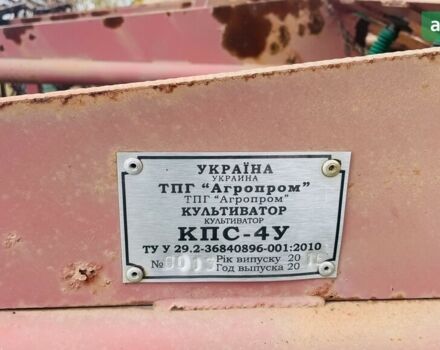 УКРАЇНА
УКРАИНА
ТПГ “Агропром”
ТПГ “Агропром”
КУЛЬТИВАТОР
КУЛЬТИВАТОР
КПС-4У
ТУ У 29.2-36840896-001:2010
№ Рік випуску 20
Год выпуска 20